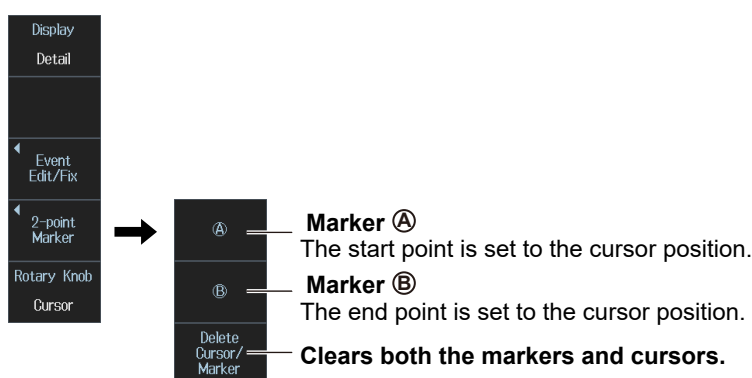 Display
Detail
Event
Edit/Fix
2-point
Marker
Rotary Knob
Cursor
Ⓐ
Marker Ⓐ
The start point is set to the cursor position.
Ⓑ
Marker Ⓑ
The end point is set to the cursor position.
Delete
Cursor/
Marker
Clears both the markers and cursors.